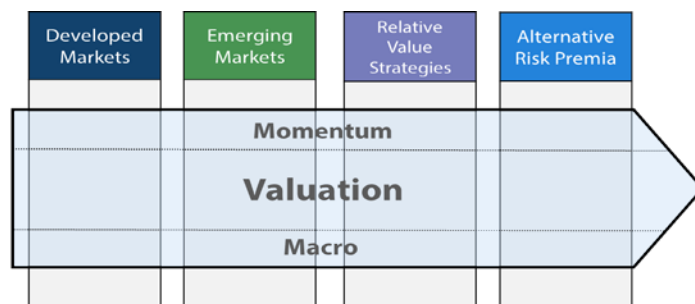 Developed
Markets
Emerging
Markets
Relative
Value
Strategies
Alternative
Risk Premia
Momentum
Valuation
Macro